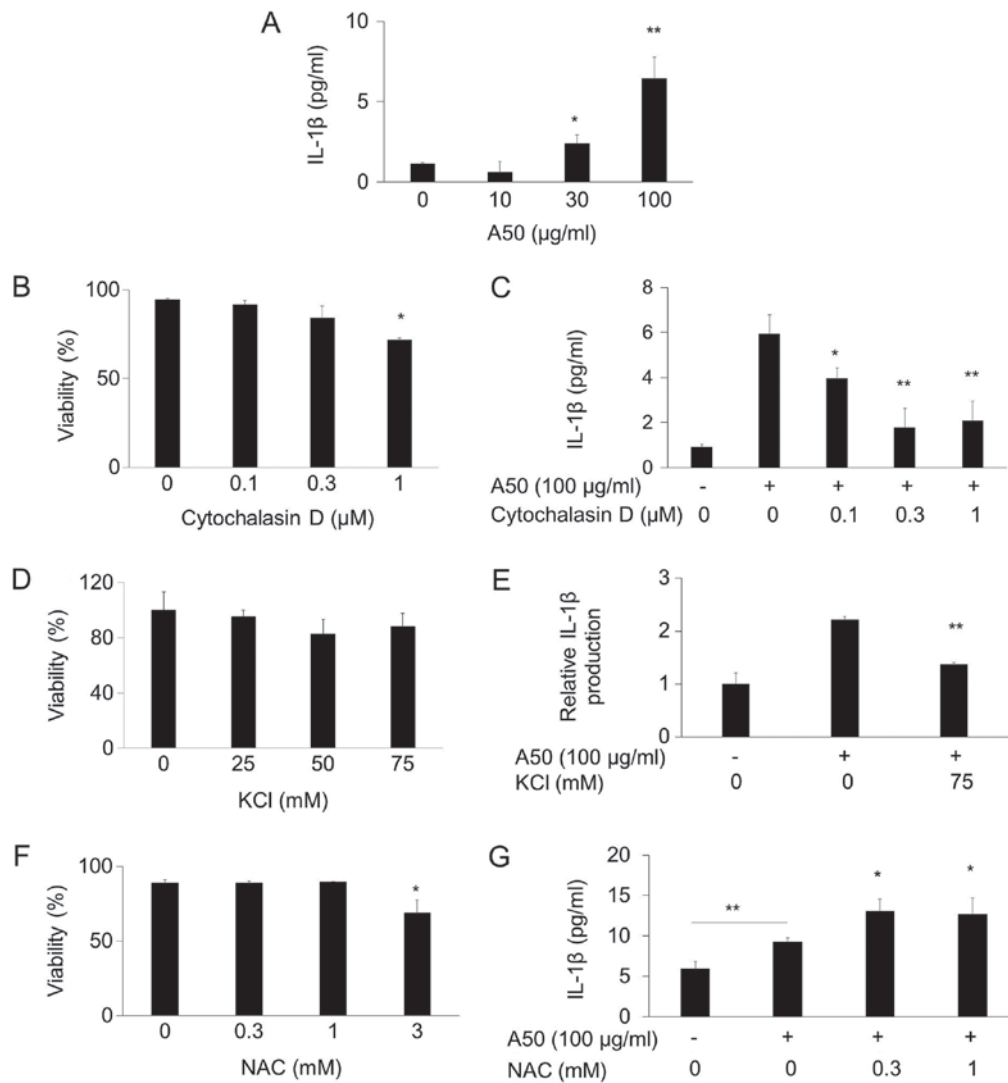 A
IL-1β (pg/ml)
10
5
0
*
**
0 10 30 100
A50 (μg/ml)
B
Viability (%)
100
50
0
*
0 0.1 0.3 1
Cytochalasin D (μM)
C
IL-1β (pg/ml)
8
6
4
2
0
*
**
**
A50 (100 μg/ml) - + + + +
Cytochalasin D (μM) 0 0 0.1 0.3 1
D
Viability (%)
120
80
40
0
0 25 50 75
KCl (mM)
E
Relative IL-1β
production
3
2
1
0
**
A50 (100 μg/ml) - + +
KCl (mM) 0 0 75
F
Viability (%)
100
50
0
*
0 0.3 1 3
NAC (mM)
G
IL-1β (pg/ml)
20
15
10
5
0
**
*
*
A50 (100 μg/ml) - + + +
NAC (mM) 0 0 0.3 1